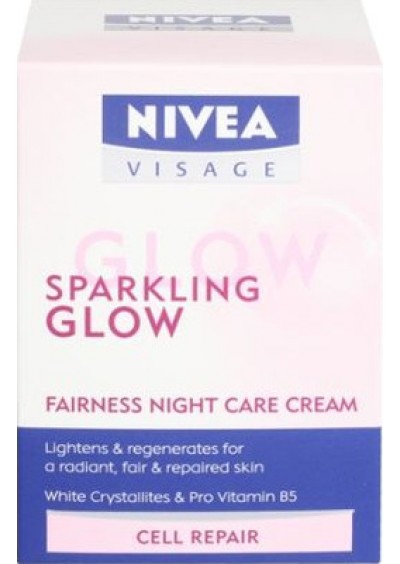 NIVEA
VISAGE
GLOW
SPARKLING
GLOW
FAIRNESS NIGHT CARE CREAM
Lightens & regenerates for
a radiant, fair & repaired skin
White Crystallites & Pro Vitamin B5
CELL REPAIR